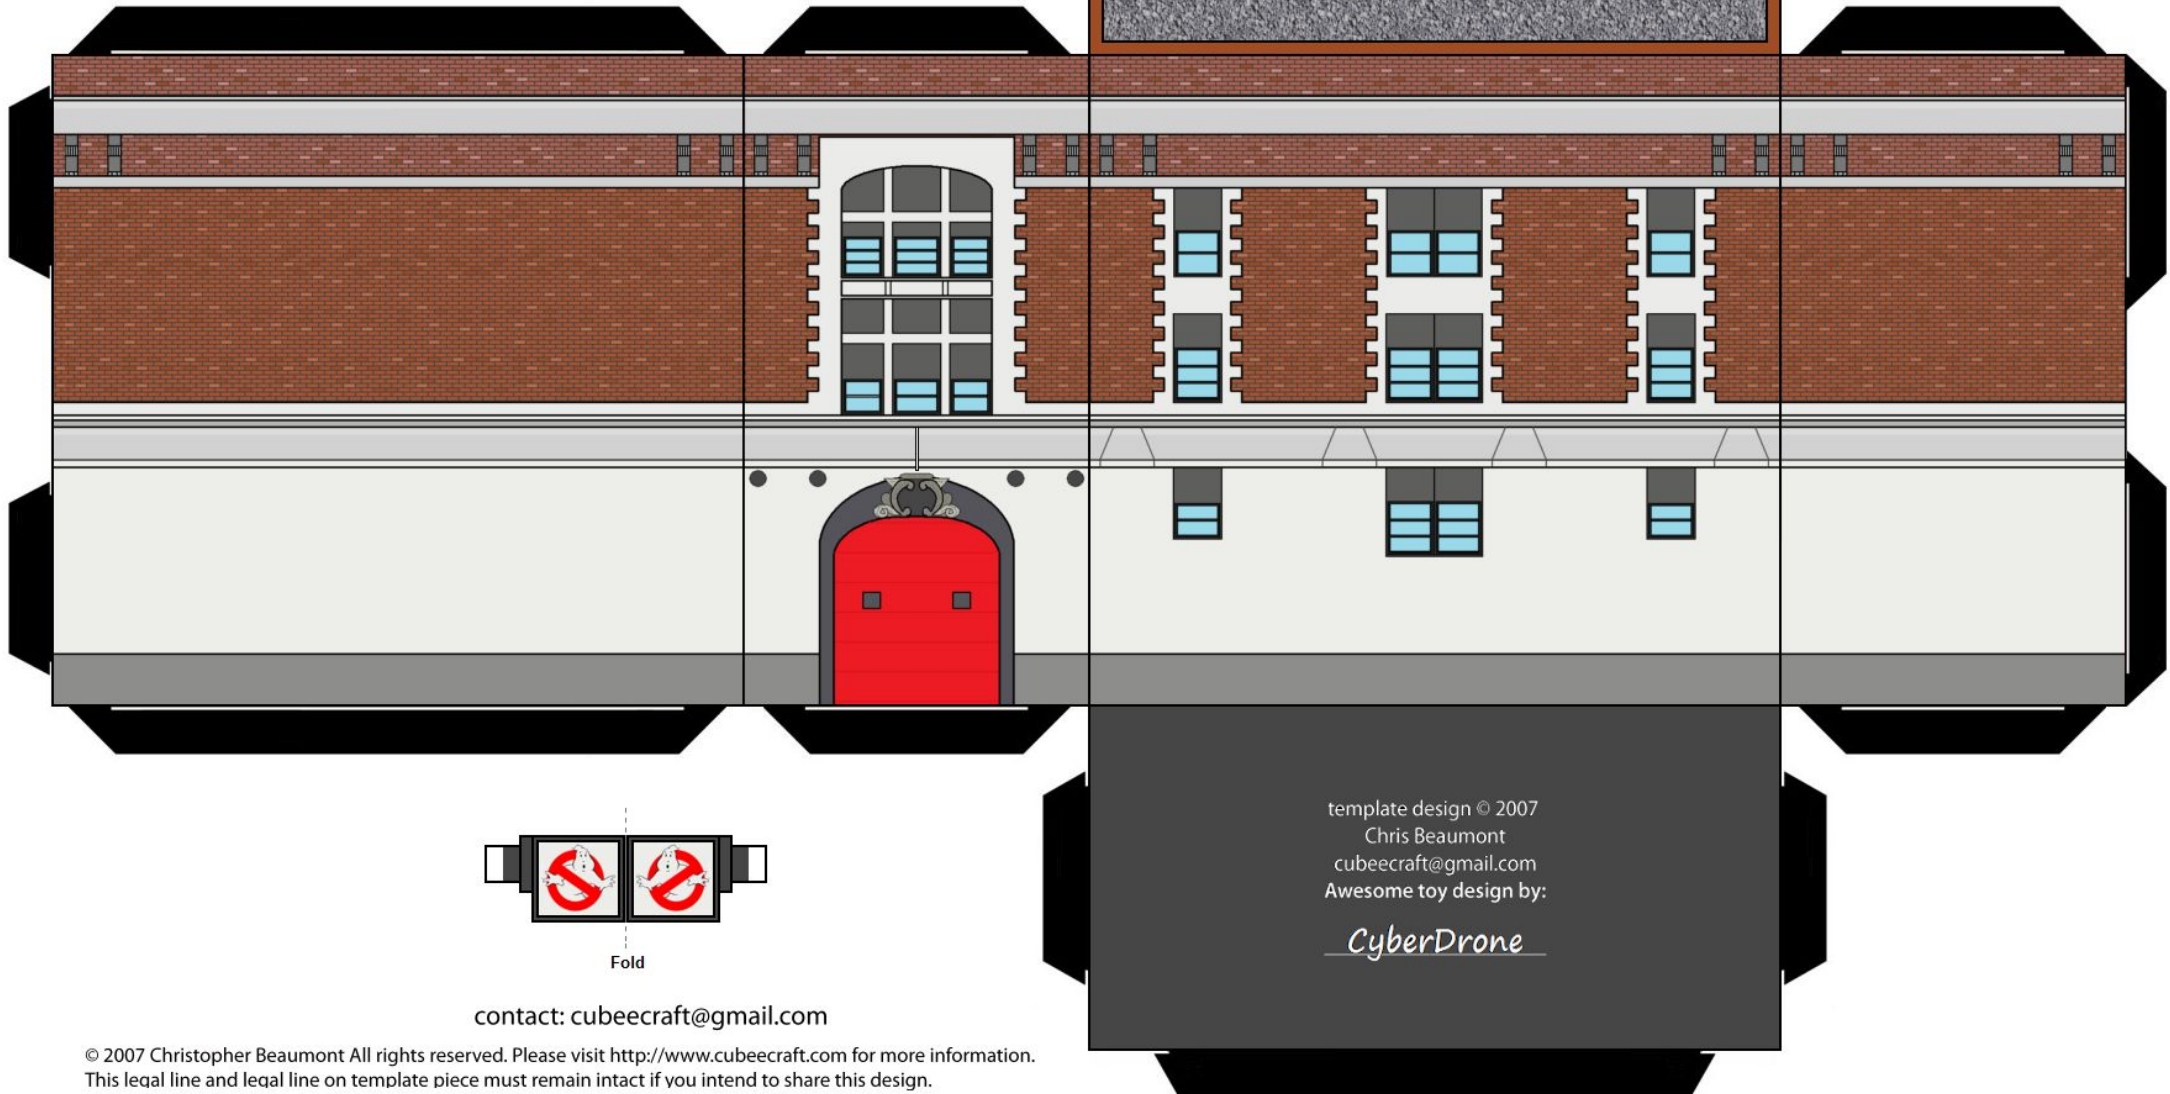 template design © 2007
Chris Beaumont
cubeecraft@gmail.com
Awesome toy design by:
CyberDrone
Fold
contact: cubeecraft@gmail.com
© 2007 Christopher Beaumont All rights reserved. Please visit http://www.cubeecraft.com for more information.
This legal line and legal line on template piece must remain intact if you intend to share this design.